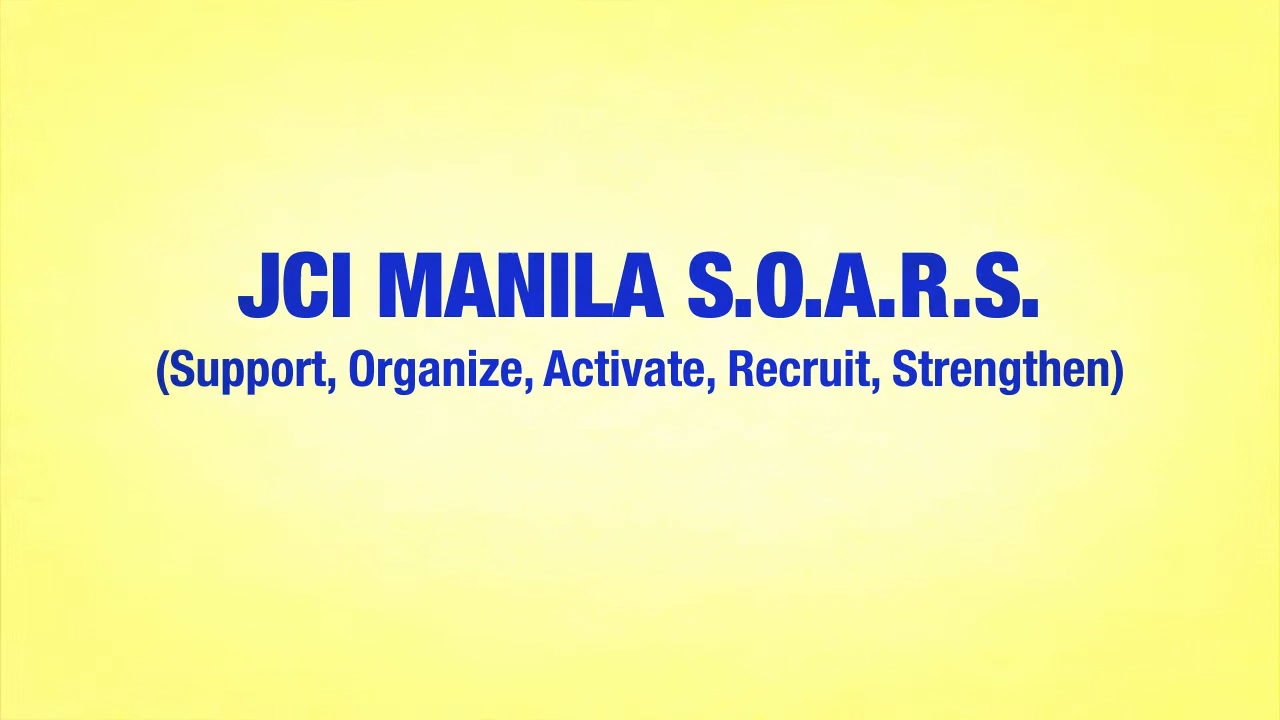 JCI MANILA S.O.A.R.S.
(Support, Organize, Activate, Recruit, Strengthen)